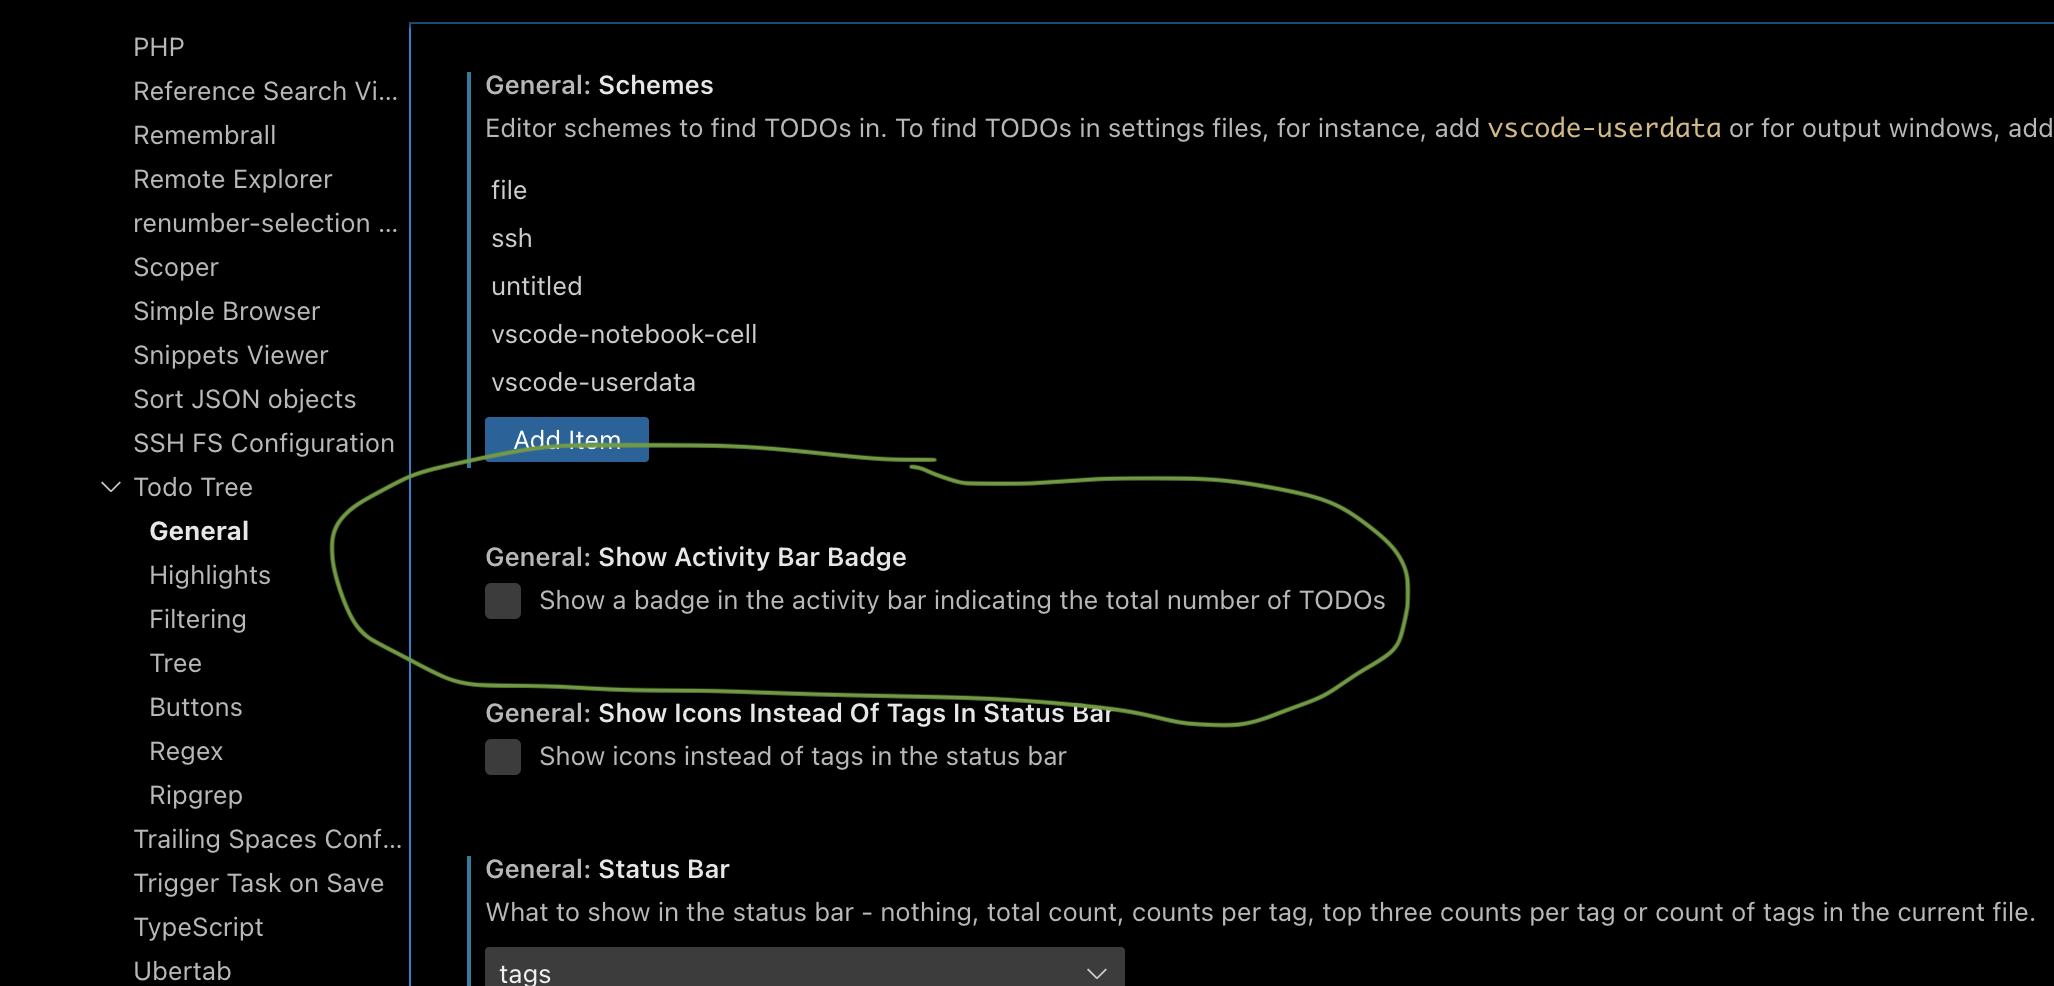 PHP
Reference Search Vi...
Remembrall
Remote Explorer
renumber-selection ...
Scoper
Simple Browser
Snippets Viewer
Sort JSON objects
SSH FS Configuration
Todo Tree
General
Highlights
Filtering
Tree
Buttons
Regex
Ripgrep
Trailing Spaces Conf...
Trigger Task on Save
TypeScript
Ubertab
General: Schemes
Editor schemes to find TODOs in. To find TODOs in settings files, for instance, add vscode-userdata or for output windows, add
file
ssh
untitled
vscode-notebook-cell
vscode-userdata
Add Item
General: Show Activity Bar Badge
Show a badge in the activity bar indicating the total number of TODOs
General: Show Icons Instead Of Tags In Status Bar
Show icons instead of tags in the status bar
General: Status Bar
What to show in the status bar - nothing, total count, counts per tag, top three counts per tag or count of tags in the current file.
tags